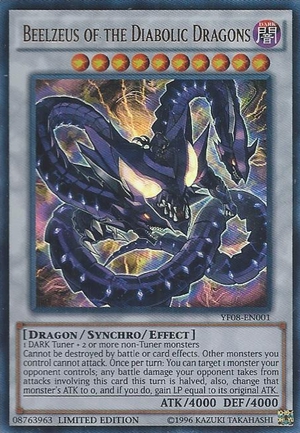 BEELZEUS OF THE DIABOLIC DRAGONS
DARK
闇
YF08-EN001
[DRAGON / SYNCHRO / EFFECT]
1 DARK Tuner + 2 or more non-Tuner monsters
Cannot be destroyed by battle or card effects. Other monsters you
control cannot attack. Once per turn: You can target 1 monster your
opponent controls; any battle damage your opponent takes from
attacks involving this card this turn is halved, also, change that
monster's ATK to 0, and if you do, gain LP equal to its original ATK.
ATK/4000 DEF/4000
08763963 LIMITED EDITION ©1996 KAZUKI TAKAHASHI